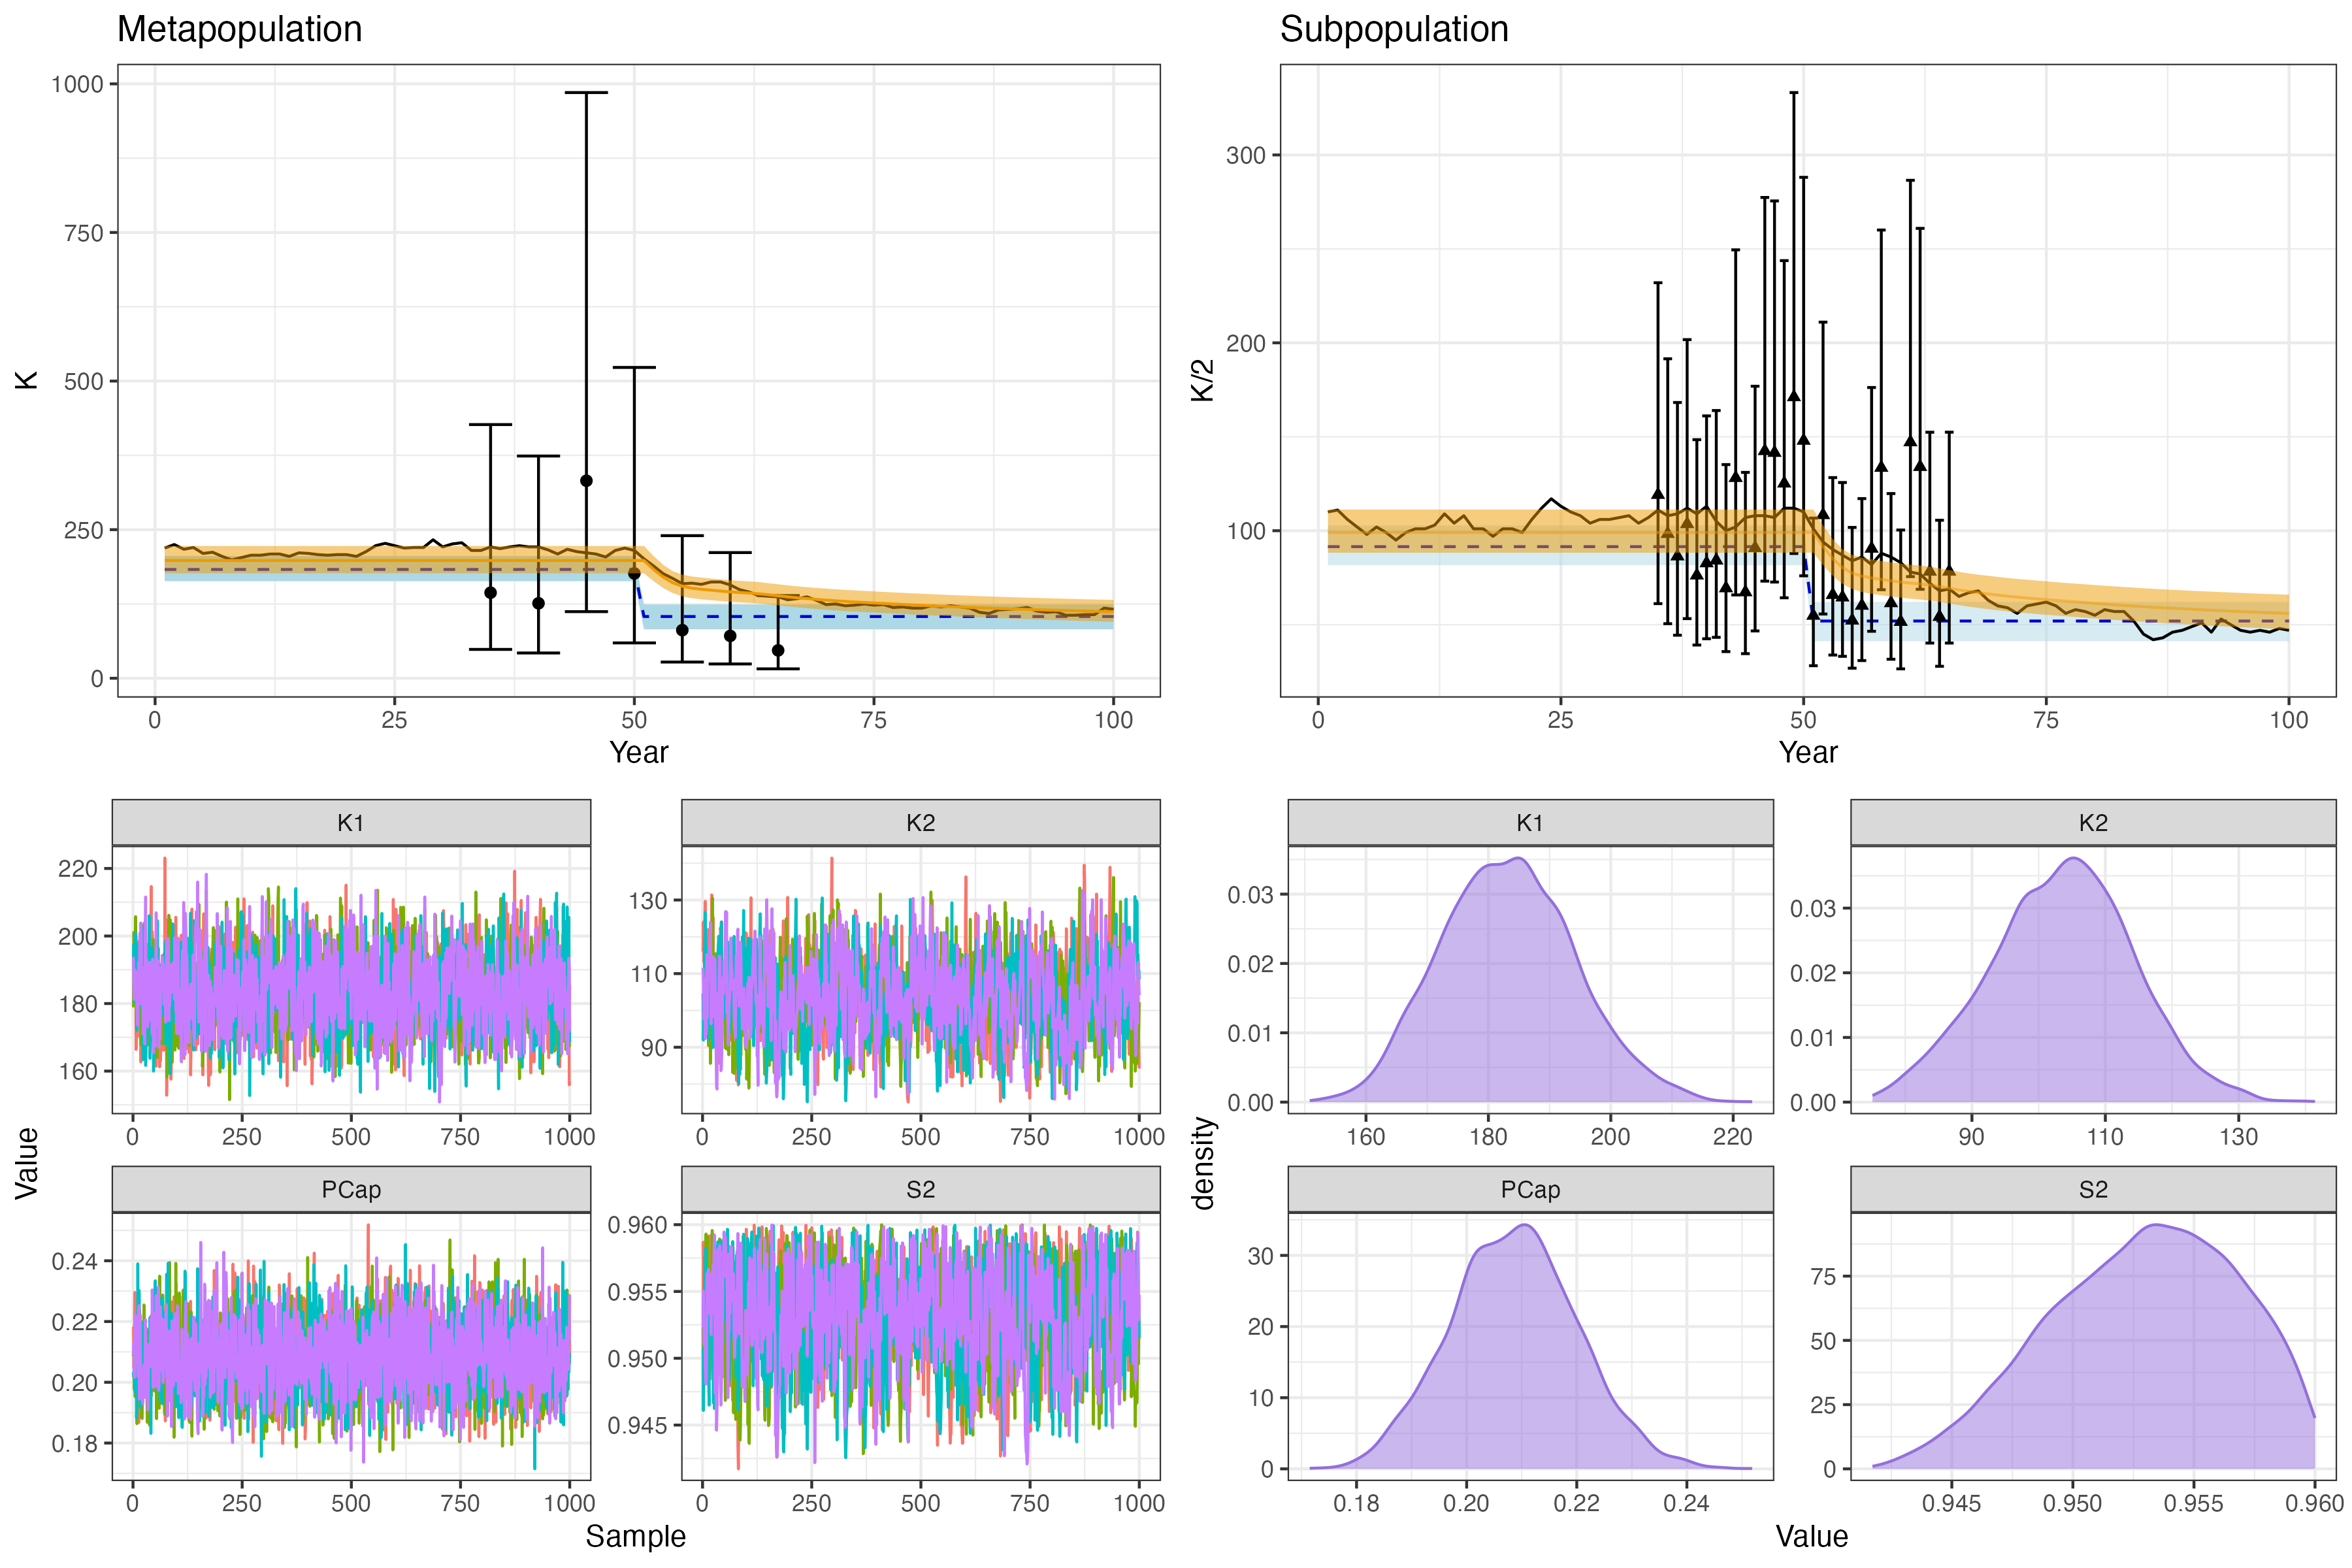 Metapopulation
1000
750
500
250
0
K
0 25 50 75 100
Year
Subpopulation
300
200
100
K/2
0 25 50 75 100
Year
K1
220
200
180
160
0 250 500 750 1000
K2
130
110
90
0 250 500 750 1000
PCap
0.24
0.22
0.20
0.18
0 250 500 750 1000
S2
0.960
0.955
0.950
0.945
0 250 500 750 1000
Value
Sample
K1
0.03
0.02
0.01
0.00
160 180 200 220
K2
0.03
0.02
0.01
0.00
90 110 130
PCap
30
20
10
0
0.18 0.20 0.22 0.24
S2
75
50
25
0
0.945 0.950 0.955 0.960
density
Value